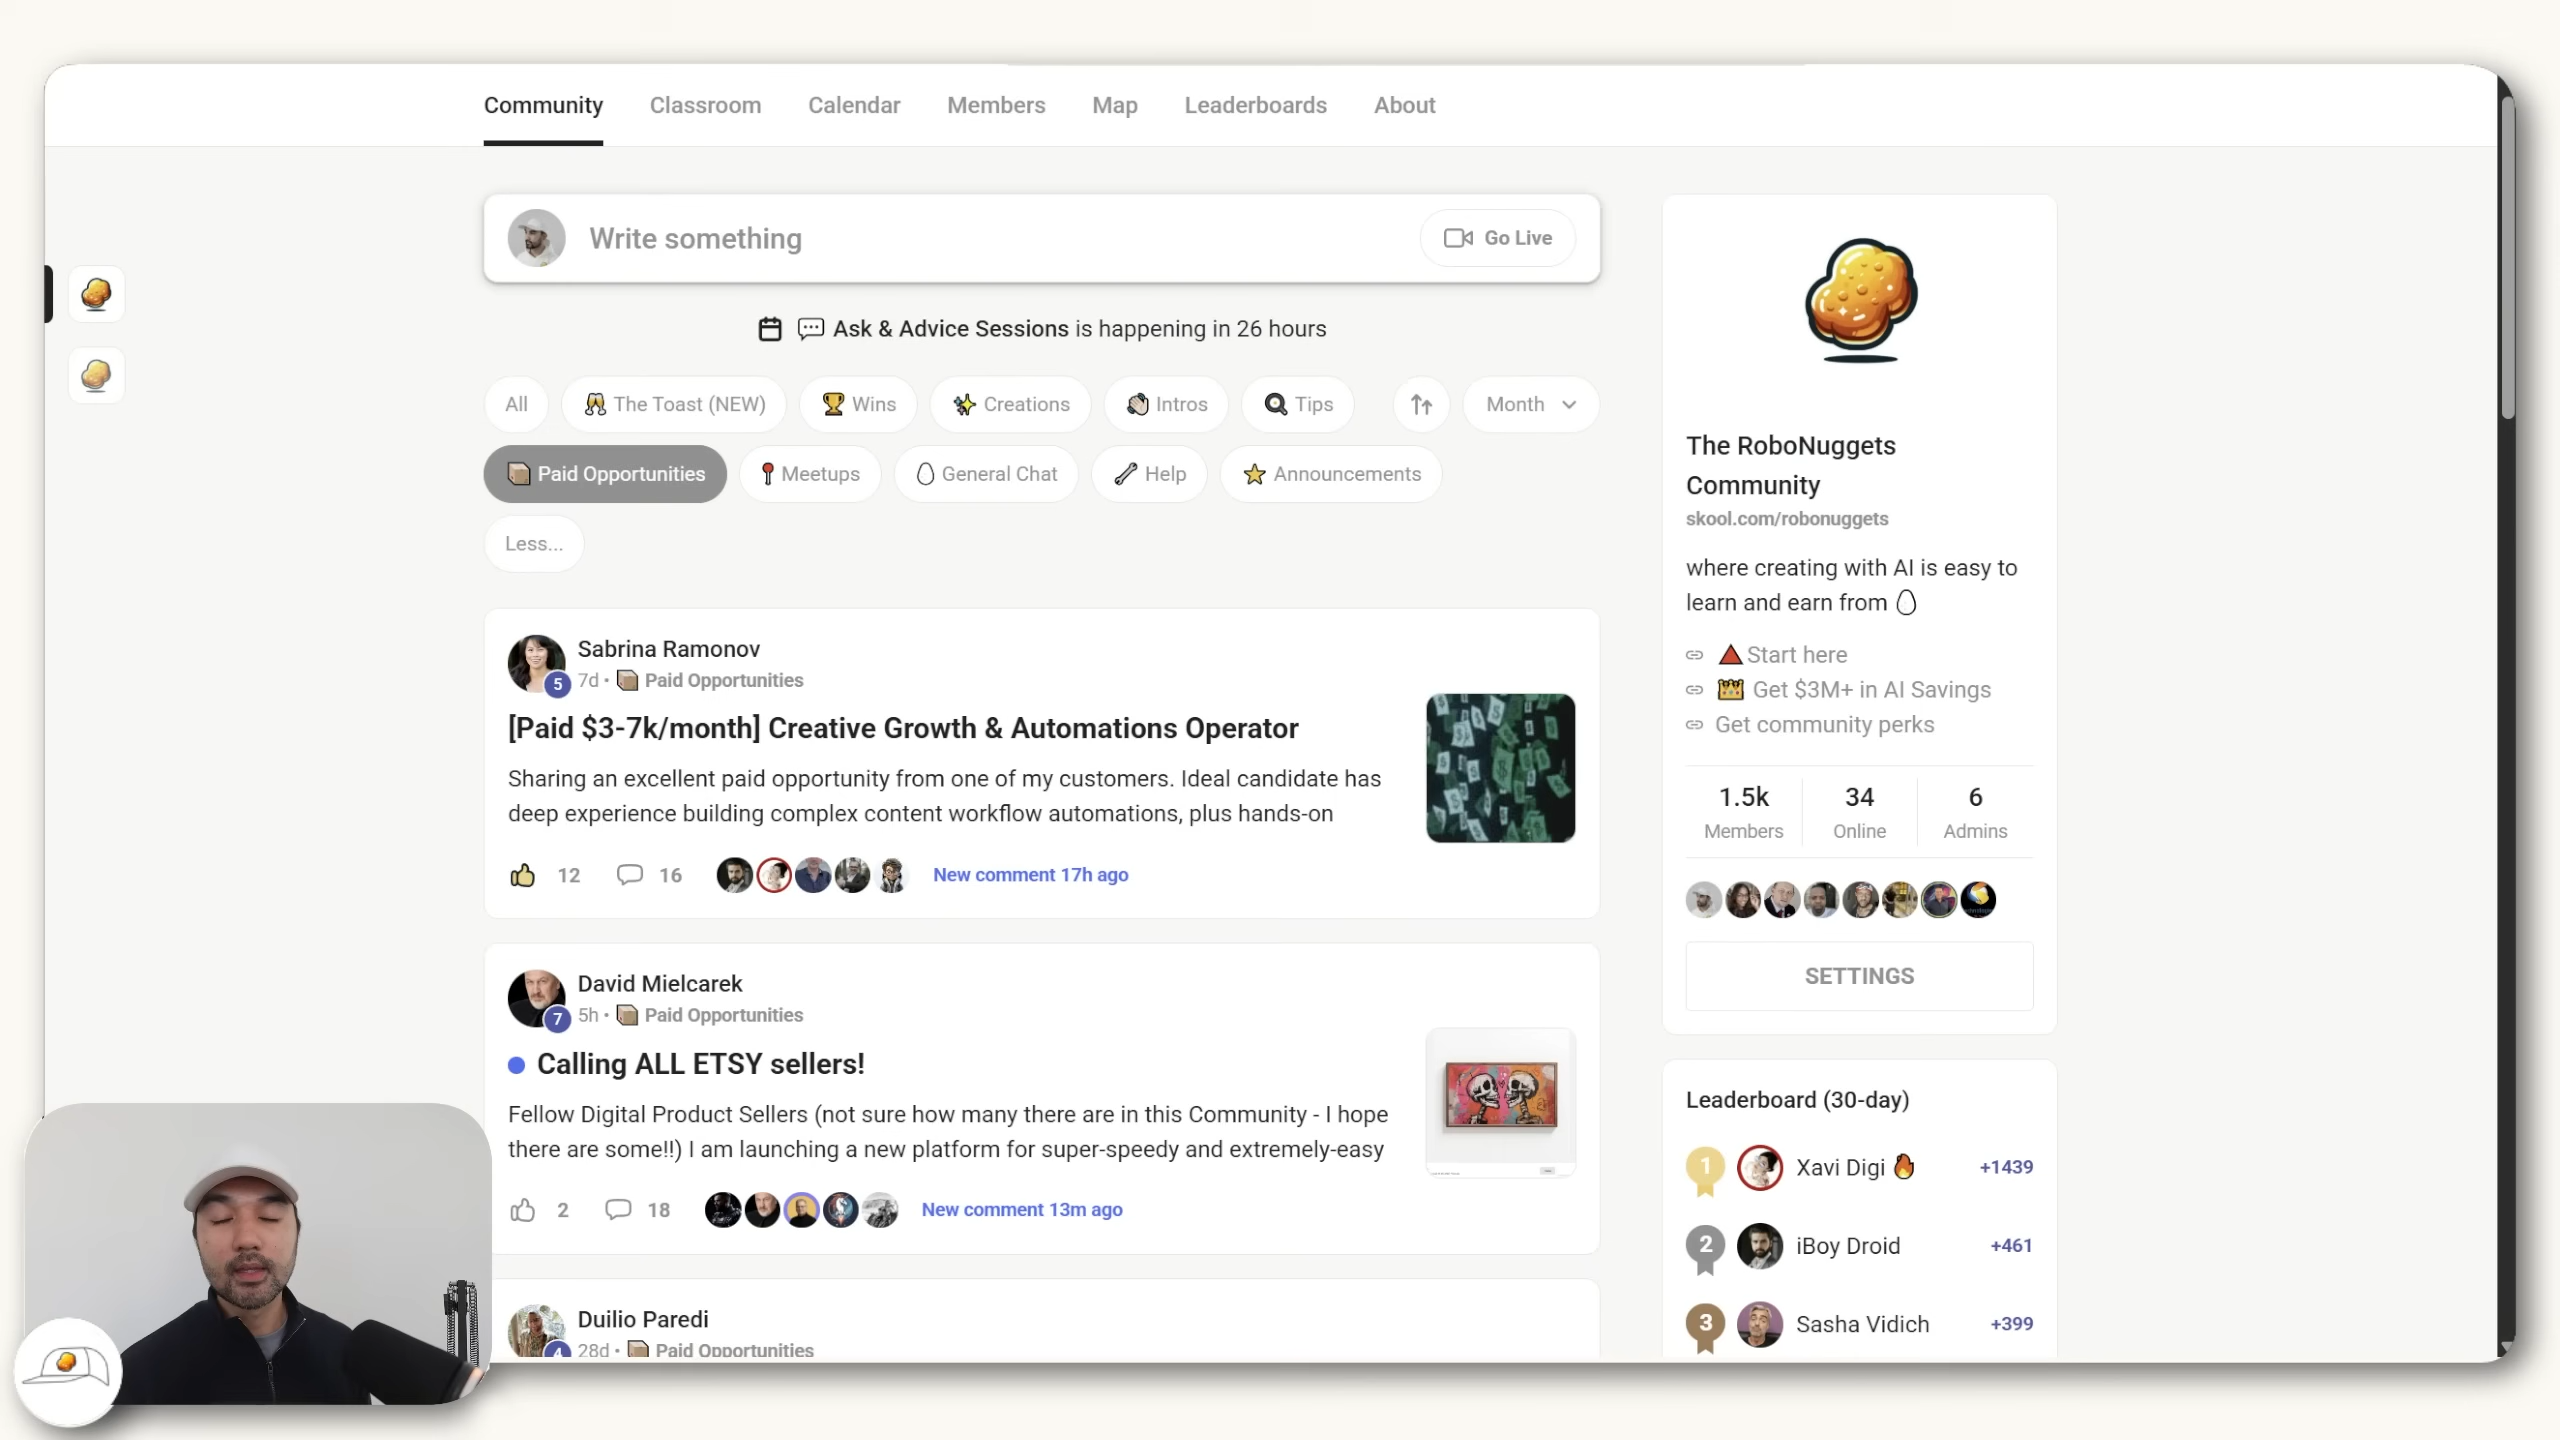 Community Classroom Calendar Members Map Leaderboards About
Write something
Go Live
Ask & Advice Sessions is happening in 26 hours
All The Toast (NEW) Wins Creations Intros Tips Month
Paid Opportunities Meetups General Chat Help Announcements
Less...
Sabrina Ramonov
5 7d • Paid Opportunities
[Paid $3-7k/month] Creative Growth & Automations Operator
Sharing an excellent paid opportunity from one of my customers. Ideal candidate has
deep experience building complex content workflow automations, plus hands-on
12 16 New comment 17h ago
David Mielcarek
7 5h • Paid Opportunities
Calling ALL ETSY sellers!
Fellow Digital Product Sellers (not sure how many there are in this Community - I hope
there are some!!) I am launching a new platform for super-speedy and extremely-easy
2 18 New comment 13m ago
Duilio Paredi
4 28d • Paid Opportunities
The RoboNuggets
Community
skool.com/robonuggets
where creating with AI is easy to
learn and earn from
Start here
Get $3M+ in AI Savings
Get community perks
1.5k 34 6
Members Online Admins
SETTINGS
Leaderboard (30-day)
1 Xavi Digi +1439
2 iBoy Droid +461
3 Sasha Vidich +399